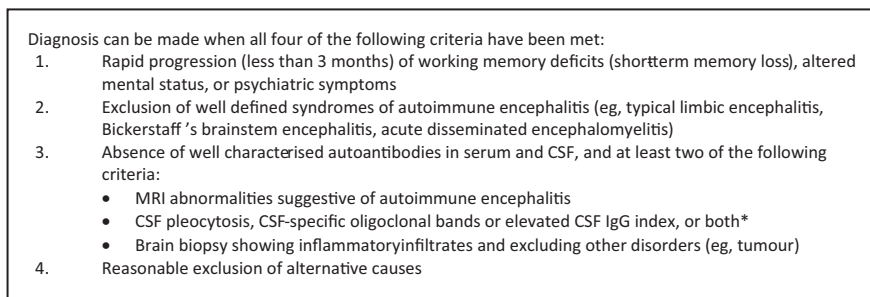 Diagnosis can be made when all four of the following criteria have been met:
1. Rapid progression (less than 3 months) of working memory deficits (short-term memory loss), altered
mental status, or psychiatric symptoms
2. Exclusion of well defined syndromes of autoimmune encephalitis (eg, typical limbic encephalitis,
Bickerstaff 's brainstem encephalitis, acute disseminated encephalomyelitis)
3. Absence of well characterised autoantibodies in serum and CSF, and at least two of the following
criteria:
• MRI abnormalities suggestive of autoimmune encephalitis
• CSF pleocytosis, CSF-specific oligoclonal bands or elevated CSF IgG index, or both*
• Brain biopsy showing inflammatoryinfiltrates and excluding other disorders (eg, tumour)
4. Reasonable exclusion of alternative causes